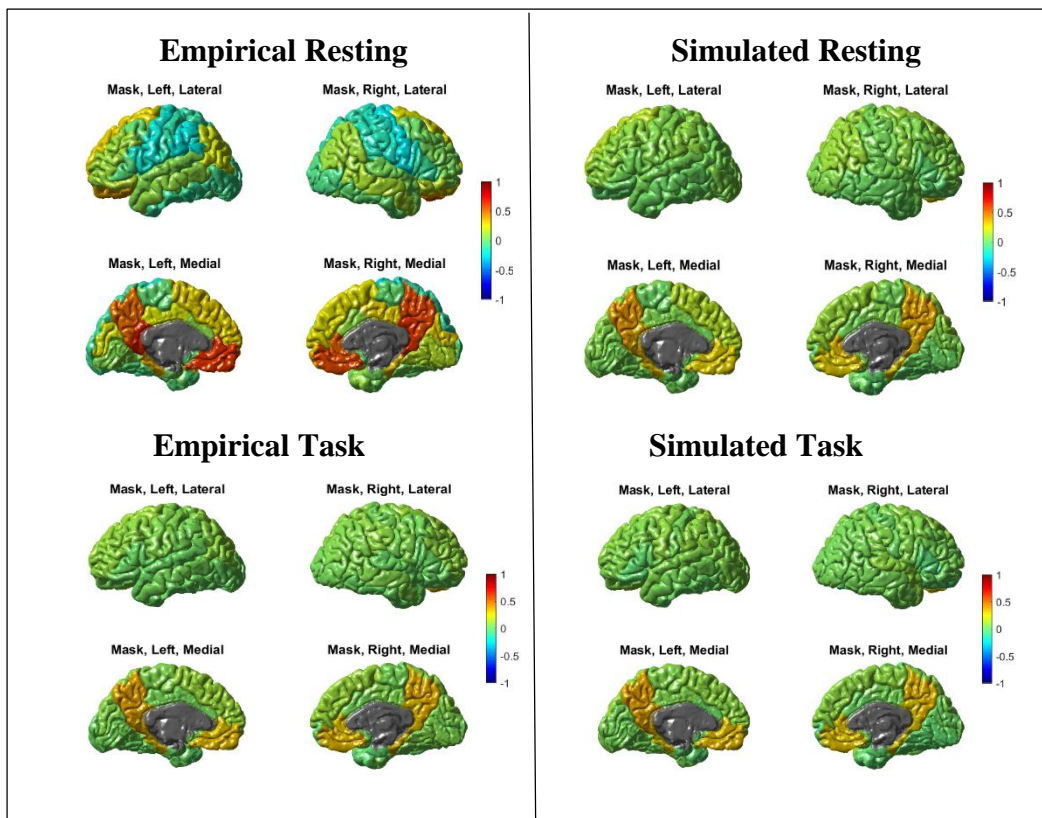 Empirical Resting
Mask, Left, Lateral
Mask, Right, Lateral
1
0.5
0
-0.5
-1
Mask, Left, Medial
Mask, Right, Medial
Simulated Resting
Mask, Left, Lateral
Mask, Right, Lateral
1
0.5
0
-0.5
-1
Mask, Left, Medial
Mask, Right, Medial
Empirical Task
Mask, Left, Lateral
Mask, Right, Lateral
1
0.5
0
-0.5
-1
Mask, Left, Medial
Mask, Right, Medial
Simulated Task
Mask, Left, Lateral
Mask, Right, Lateral
1
0.5
0
-0.5
-1
Mask, Left, Medial
Mask, Right, Medial